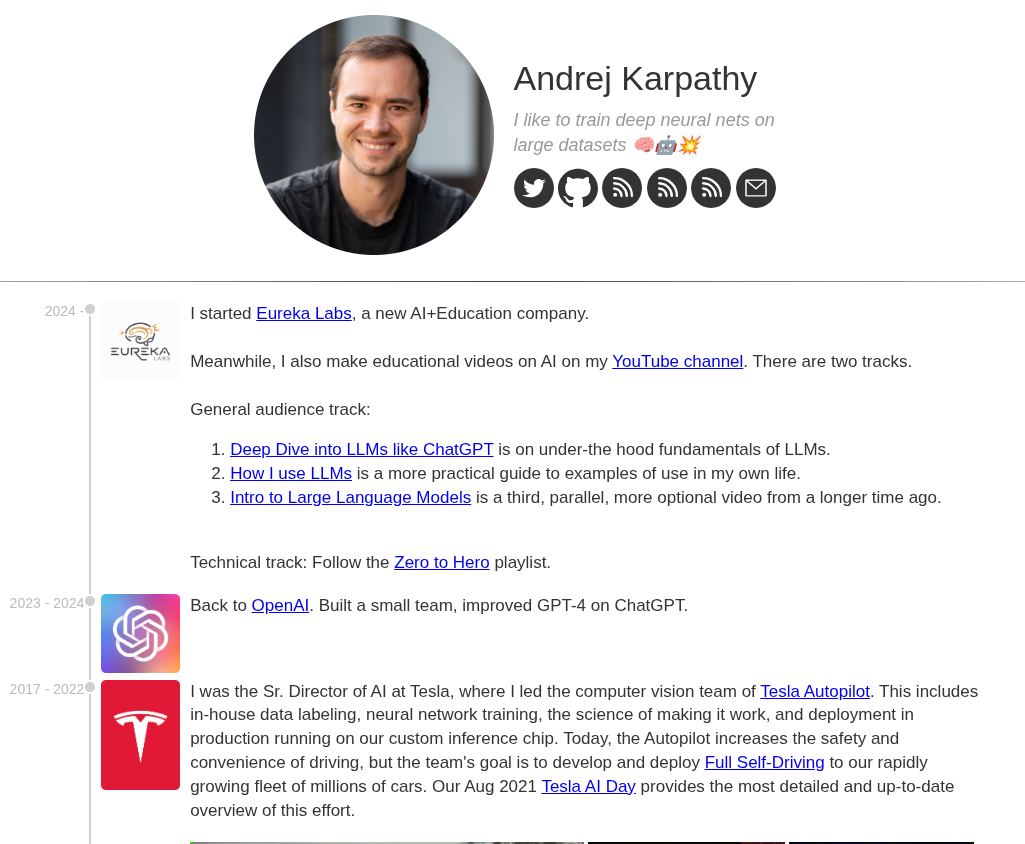 Andrej Karpathy
I like to train deep neural nets on
large datasets 🧠🤖💥
2024 -
EUREKA
LABS
I started Eureka Labs, a new AI+Education company.
Meanwhile, I also make educational videos on AI on my YouTube channel. There are two tracks.
General audience track:
1. Deep Dive into LLMs like ChatGPT is on under-the hood fundamentals of LLMs.
2. How I use LLMs is a more practical guide to examples of use in my own life.
3. Intro to Large Language Models is a third, parallel, more optional video from a longer time ago.
Technical track: Follow the Zero to Hero playlist.
2023 - 2024
Back to OpenAI. Built a small team, improved GPT-4 on ChatGPT.
2017 - 2022
I was the Sr. Director of AI at Tesla, where I led the computer vision team of Tesla Autopilot. This includes
in-house data labeling, neural network training, the science of making it work, and deployment in
production running on our custom inference chip. Today, the Autopilot increases the safety and
convenience of driving, but the team's goal is to develop and deploy Full Self-Driving to our rapidly
growing fleet of millions of cars. Our Aug 2021 Tesla AI Day provides the most detailed and up-to-date
overview of this effort.